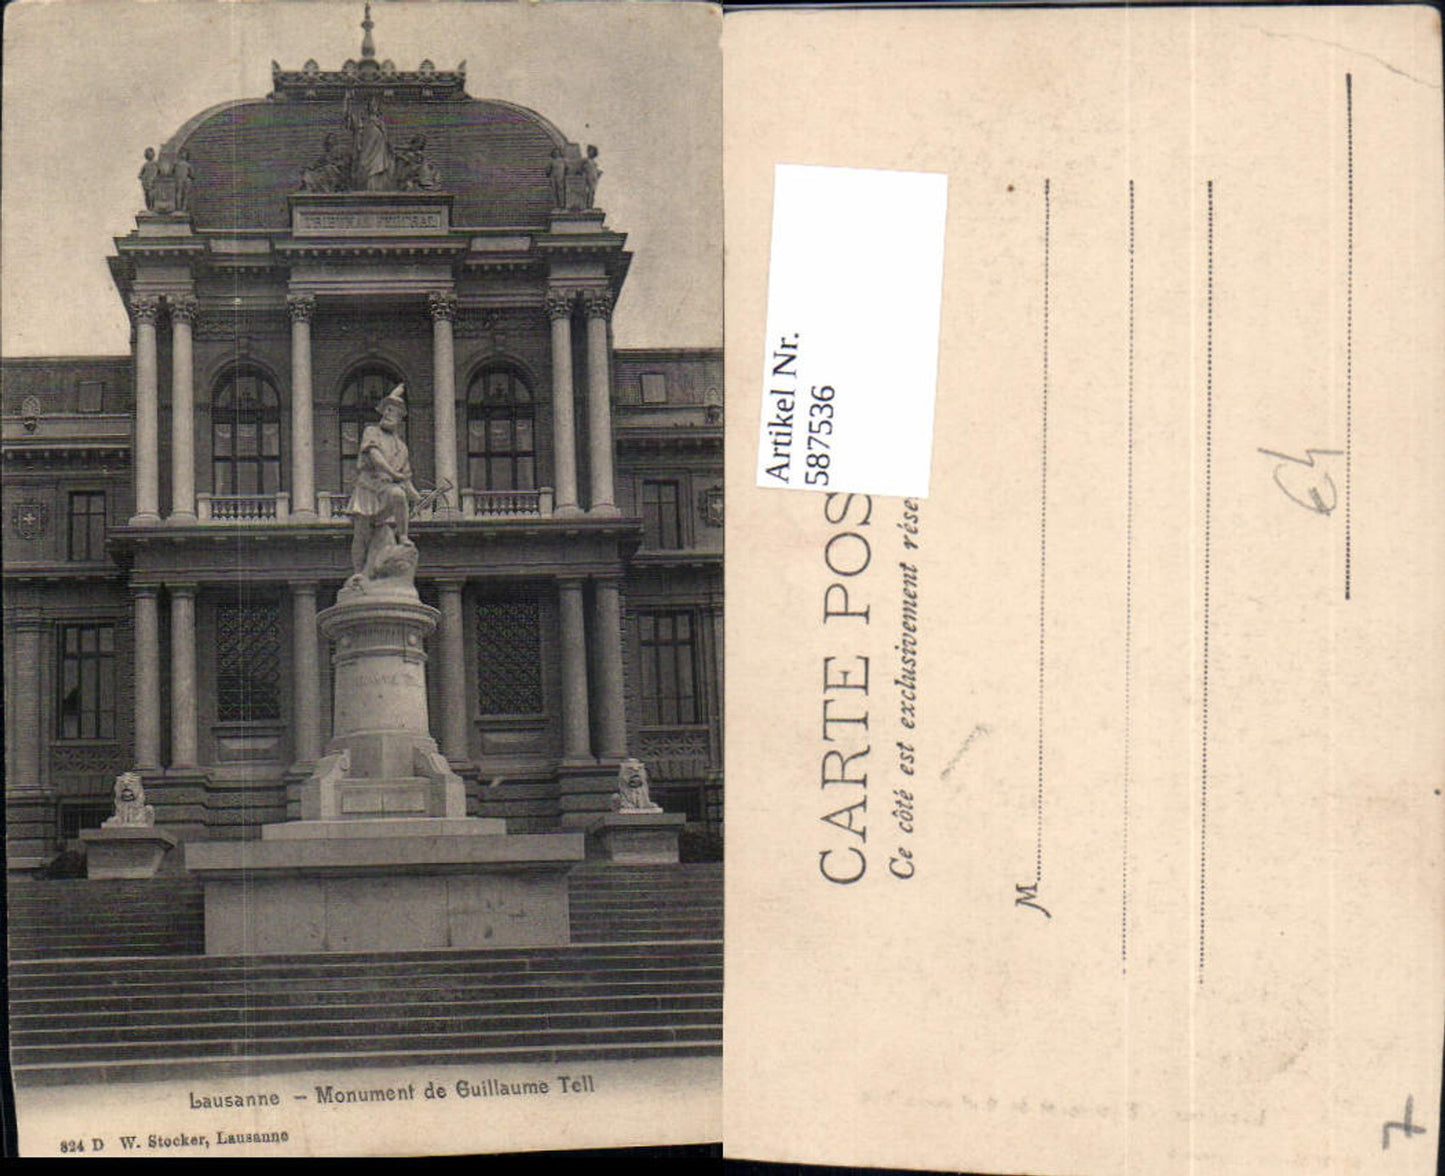 TRIBUNAL FEDERAL
Lausanne – Monument de Guillaume Tell
824 D W. Stocker, Lausanne
Artikel Nr.
587536
CARTE POS
Ce côté est exclusivement rése
M
7